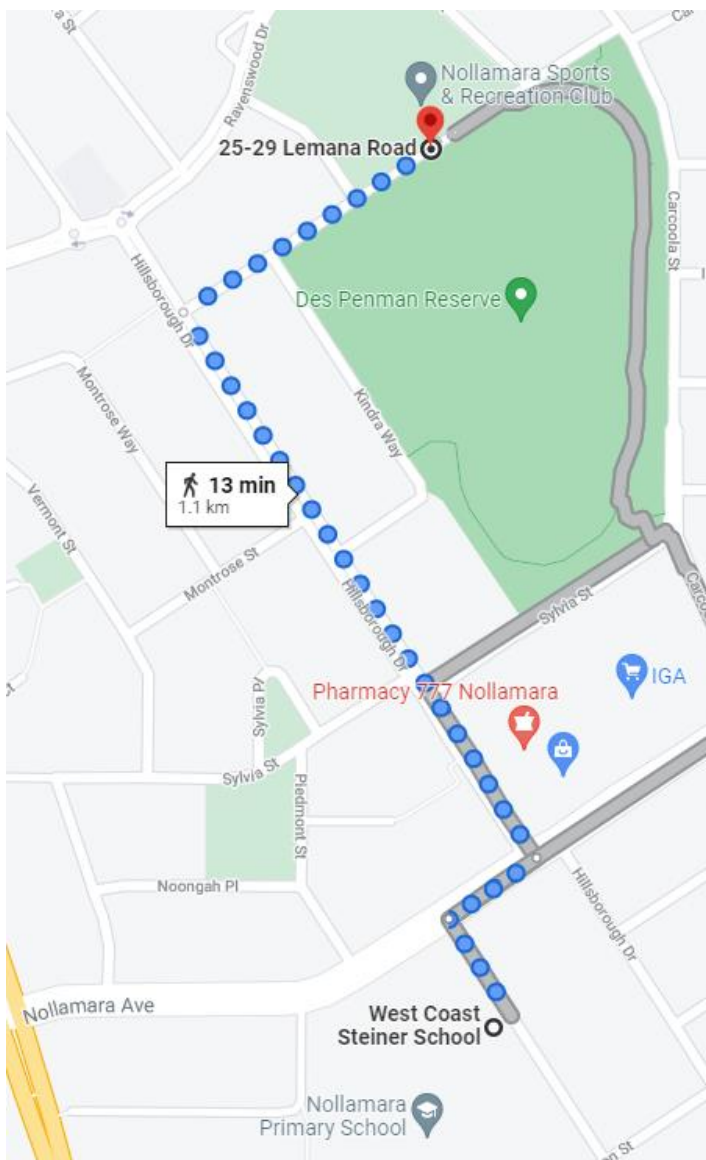 Ravenswood Dr
Nollamara Sports
& Recreation Club
25-29 Lemana Road
Carcoola St
Hillsborough Dr
Des Penman Reserve
Montrose Way
Kindra Way
13 min
1.1 km
Vermont St
Montrose St
Hillsborough Dr
Sylvia St
IGA
Pharmacy 777 Nollamara
Sylvia Pl
Sylvia St
Piedmont St
Noongah Pl
Hillsborough Dr
Nollamara Ave
West Coast
Steiner School
Nollamara
Primary School